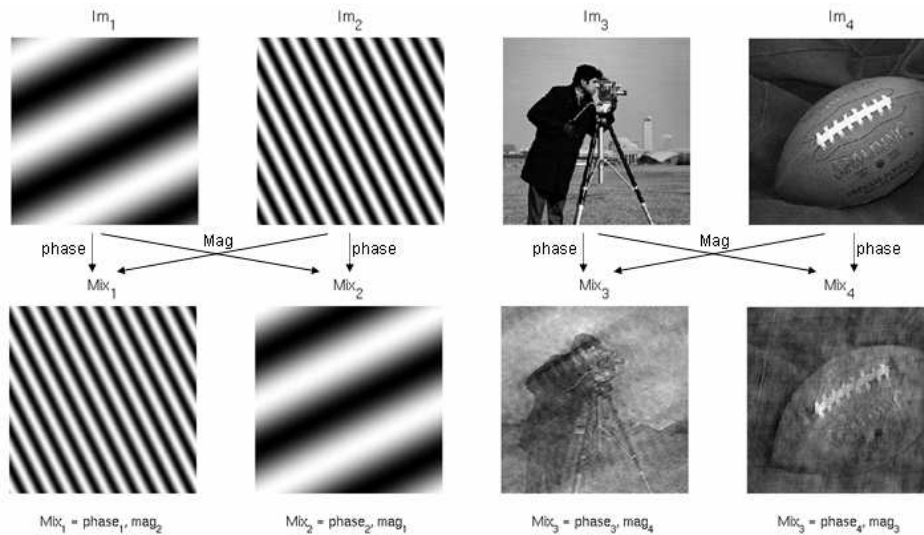 Im₁ Im₂ Im₃ Im₄
phase Mag phase phase Mag phase
Mix₁ Mix₂ Mix₃ Mix₄
Mix₁ = phase₁, mag₂ Mix₂ = phase₂, mag₁ Mix₃ = phase₃, mag₄ Mix₃ = phase₄, mag₃